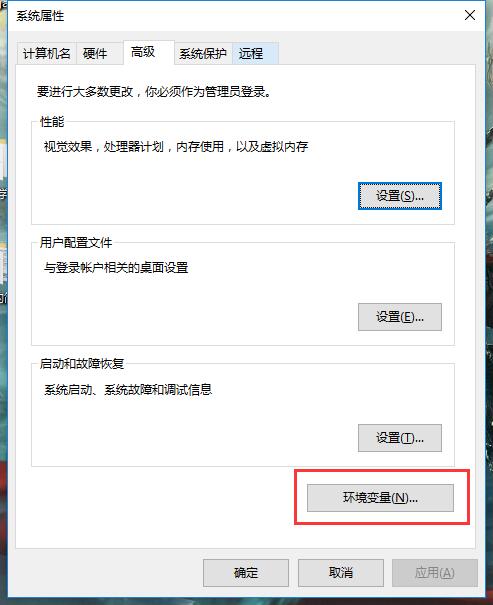 系统属性
计算机名 硬件 高级 系统保护 远程
要进行大多数更改，你必须作为管理员登录。
性能
视觉效果，处理器计划，内存使用，以及虚拟内存
设置(S)...
用户配置文件
与登录帐户相关的桌面设置
设置(E)...
启动和故障恢复
系统启动、系统故障和调试信息
设置(T)...
环境变量(N)...
确定 取消 应用(A)